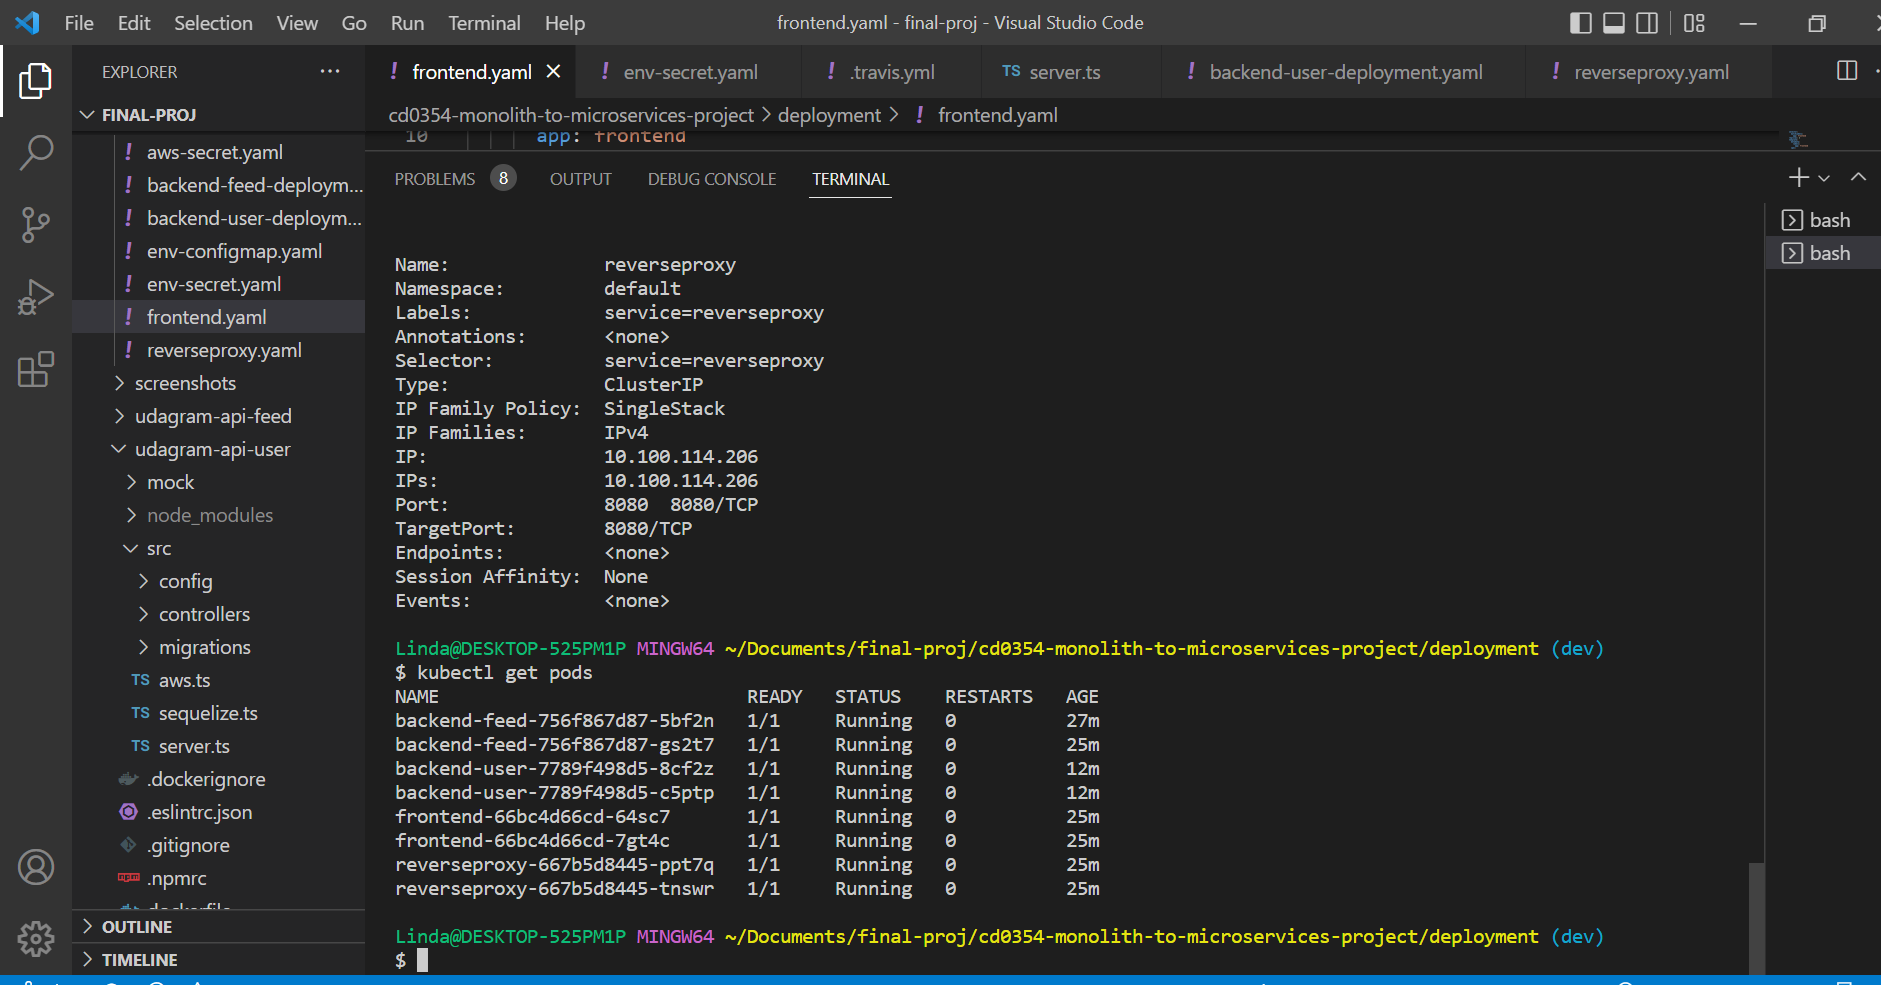 File Edit Selection View Go Run Terminal Help
frontend.yaml - final-proj - Visual Studio Code
EXPLORER
FINAL-PROJ
aws-secret.yaml
backend-feed-deploym...
backend-user-deploym...
env-configmap.yaml
env-secret.yaml
frontend.yaml
reverseproxy.yaml
screenshots
udagram-api-feed
udagram-api-user
mock
node_modules
src
config
controllers
migrations
TS aws.ts
TS sequelize.ts
TS server.ts
.dockerignore
.eslintrc.json
.gitignore
npm .npmrc
OUTLINE
TIMELINE
! frontend.yaml ! env-secret.yaml ! .travis.yml TS server.ts ! backend-user-deployment.yaml ! reverseproxy.yaml
cd0354-monolith-to-microservices-project > deployment > ! frontend.yaml
10 app: frontend
PROBLEMS 8 OUTPUT DEBUG CONSOLE TERMINAL
bash
bash
Name: reverseproxy
Namespace: default
Labels: service=reverseproxy
Annotations: <none>
Selector: service=reverseproxy
Type: ClusterIP
IP Family Policy: SingleStack
IP Families: IPv4
IP: 10.100.114.206
IPs: 10.100.114.206
Port: 8080 8080/TCP
TargetPort: 8080/TCP
Endpoints: <none>
Session Affinity: None
Events: <none>
Linda@DESKTOP-525PM1P MINGW64 ~/Documents/final-proj/cd0354-monolith-to-microservices-project/deployment (dev)
$ kubectl get pods
NAME READY STATUS RESTARTS AGE
backend-feed-756f867d87-5bf2n 1/1 Running 0 27m
backend-feed-756f867d87-gs2t7 1/1 Running 0 25m
backend-user-7789f498d5-8cf2z 1/1 Running 0 12m
backend-user-7789f498d5-c5ptp 1/1 Running 0 12m
frontend-66bc4d66cd-64sc7 1/1 Running 0 25m
frontend-66bc4d66cd-7gt4c 1/1 Running 0 25m
reverseproxy-667b5d8445-ppt7q 1/1 Running 0 25m
reverseproxy-667b5d8445-tnswr 1/1 Running 0 25m
Linda@DESKTOP-525PM1P MINGW64 ~/Documents/final-proj/cd0354-monolith-to-microservices-project/deployment (dev)
$